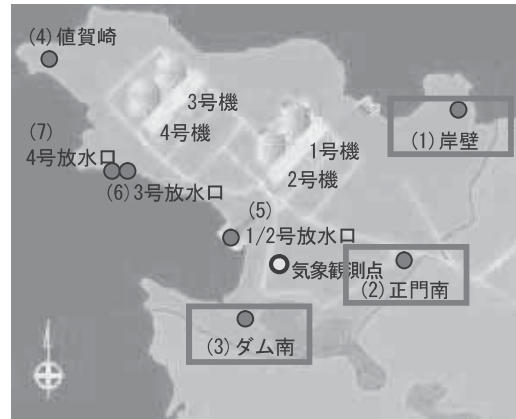 (4) 値賀崎
3号機
4号機
(1) 岸壁
(7)
4号放水口
1号機
2号機
(6) 3号放水口
(5)
1/2号放水口
気象観測点
(2) 正門南
(3) ダム南